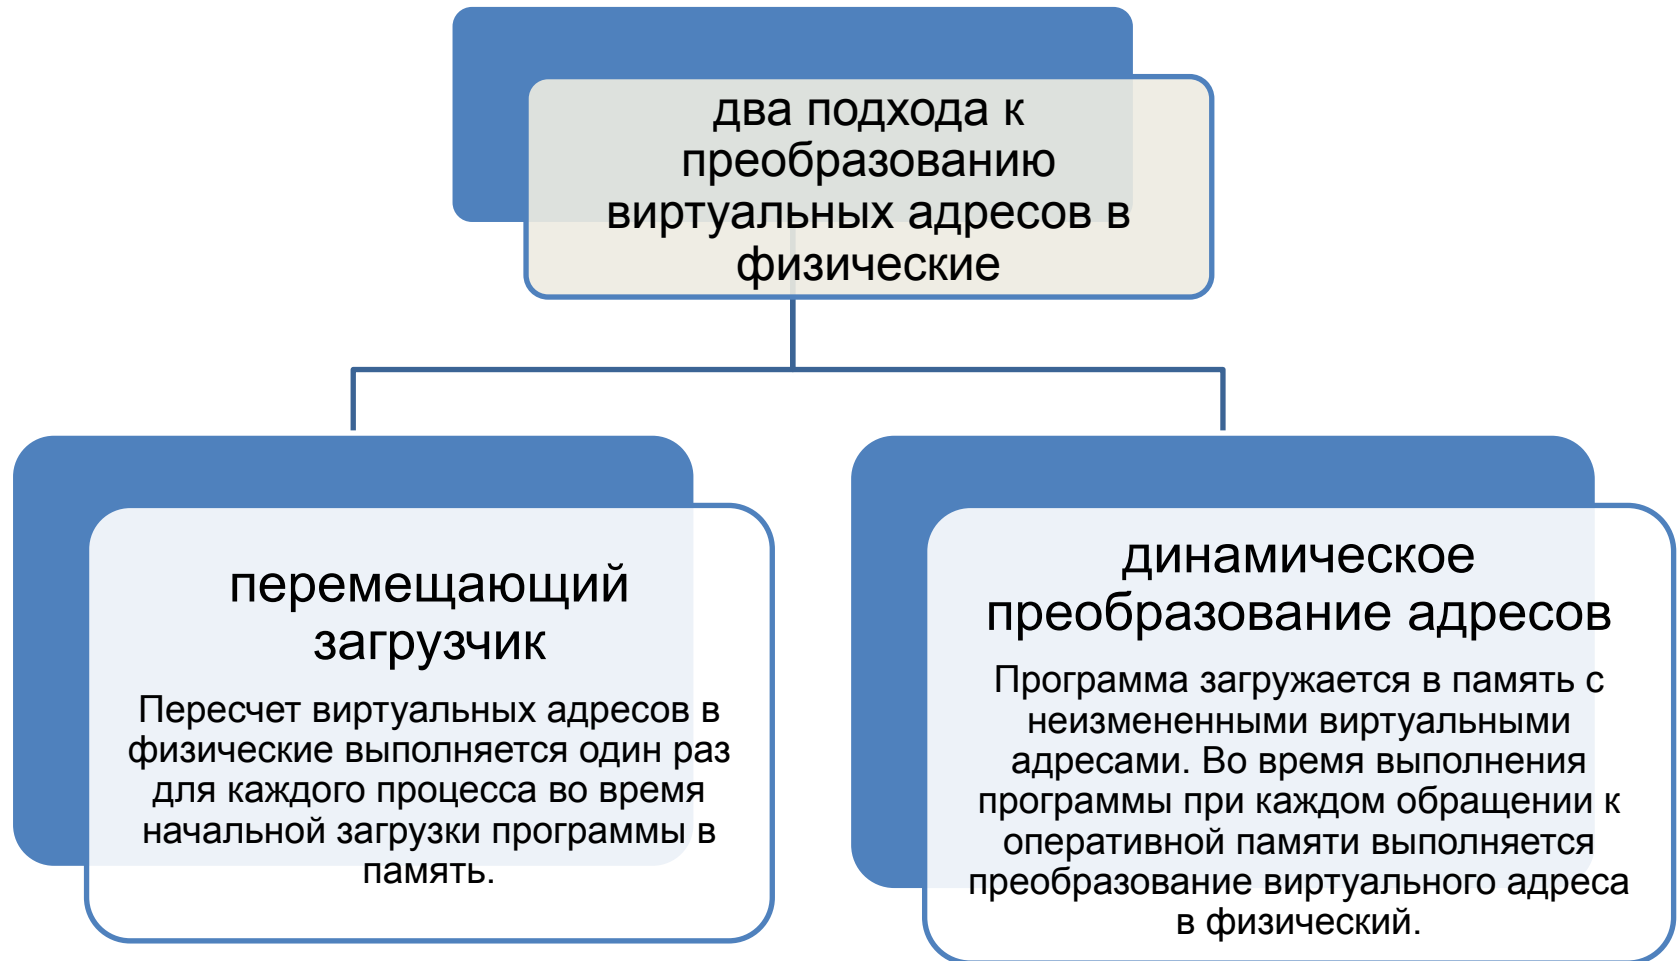 два подхода к
преобразованию
виртуальных адресов в
физические
перемещающий
загрузчик
Пересчет виртуальных адресов в
физические выполняется один раз
для каждого процесса во время
начальной загрузки программы в
память.
динамическое
преобразование адресов
Программа загружается в память с
неизмененными виртуальными
адресами. Во время выполнения
программы при каждом обращении к
оперативной памяти выполняется
преобразование виртуального адреса
в физический.